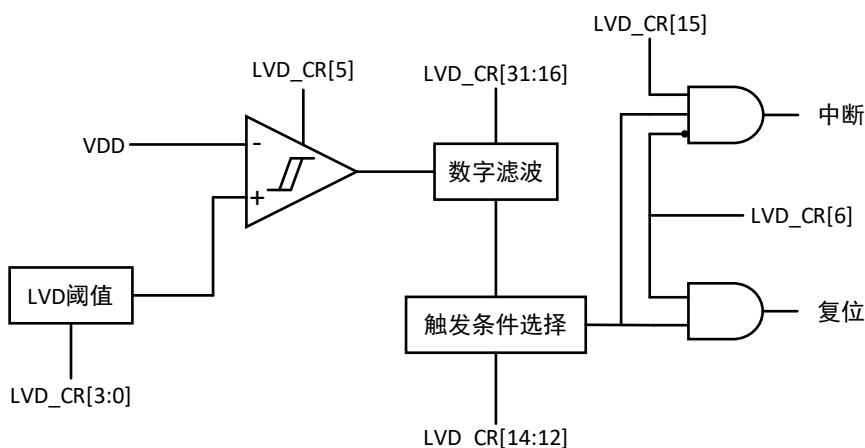 LVD_CR[15]
LVD_CR[5]
LVD_CR[31:16]
中断
VDD
-
数字滤波
+
LVD_CR[6]
LVD阈值
触发条件选择
复位
LVD_CR[3:0]
LVD_CR[14:12]